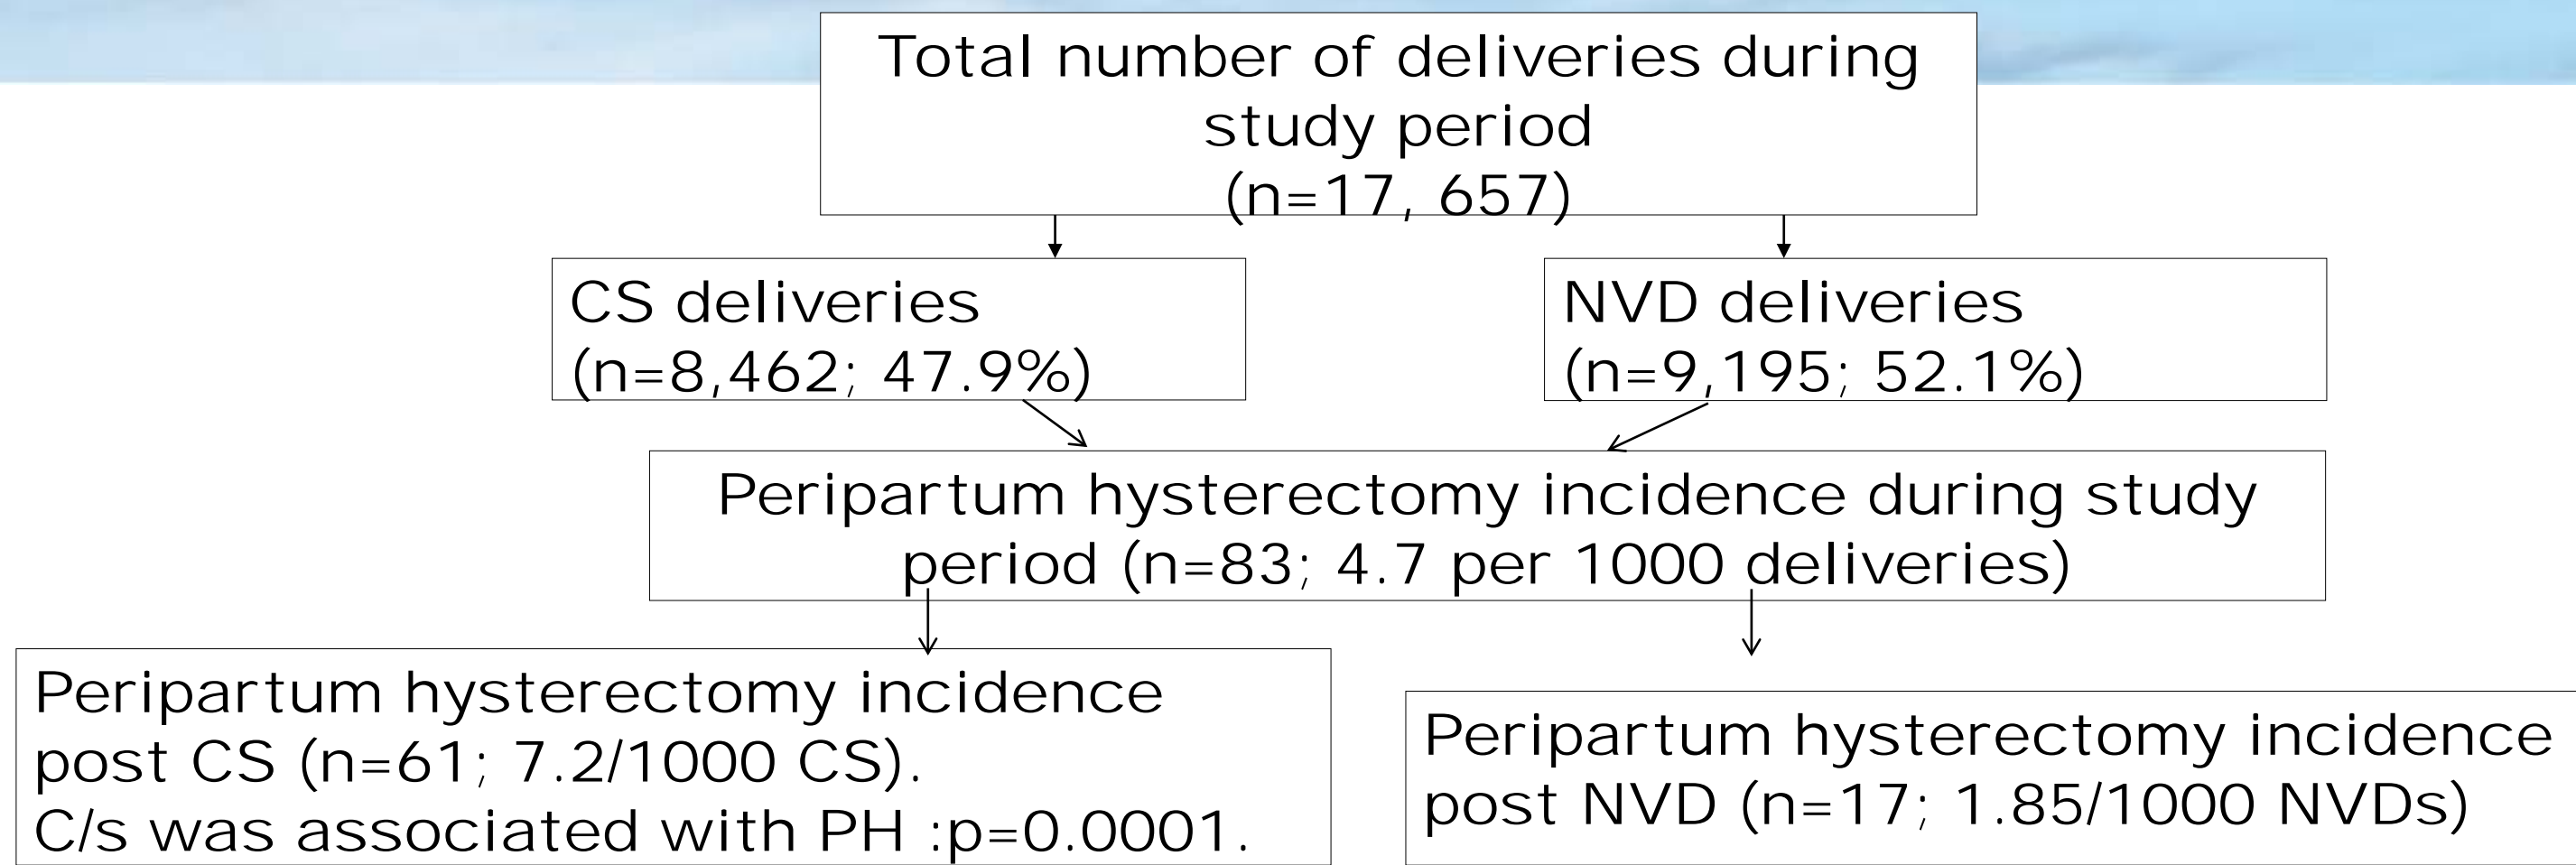 Total number of deliveries during
study period
(n=17, 657)
CS deliveries
(n=8,462; 47.9%)
NVD deliveries
(n=9,195; 52.1%)
Peripartum hysterectomy incidence during study
period (n=83; 4.7 per 1000 deliveries)
Peripartum hysterectomy incidence
post CS (n=61; 7.2/1000 CS).
C/s was associated with PH :p=0.0001.
Peripartum hysterectomy incidence
post NVD (n=17; 1.85/1000 NVDs)